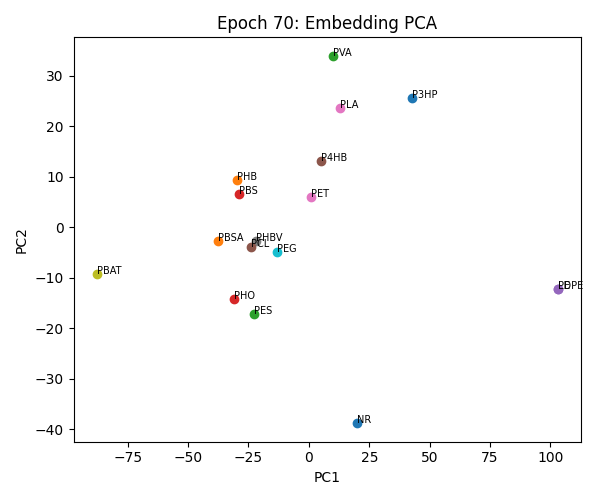 Epoch 70: Embedding PCA
PVA
P3HP
PLA
P4HB
PHB
PBS
PET
PBSA
PHBV
PCL
PEG
PBAT
PHO
PES
NR
30
20
10
0
−10
−20
−30
−40
PC2
−75
−50
−25
0
25
50
75
100
PC1